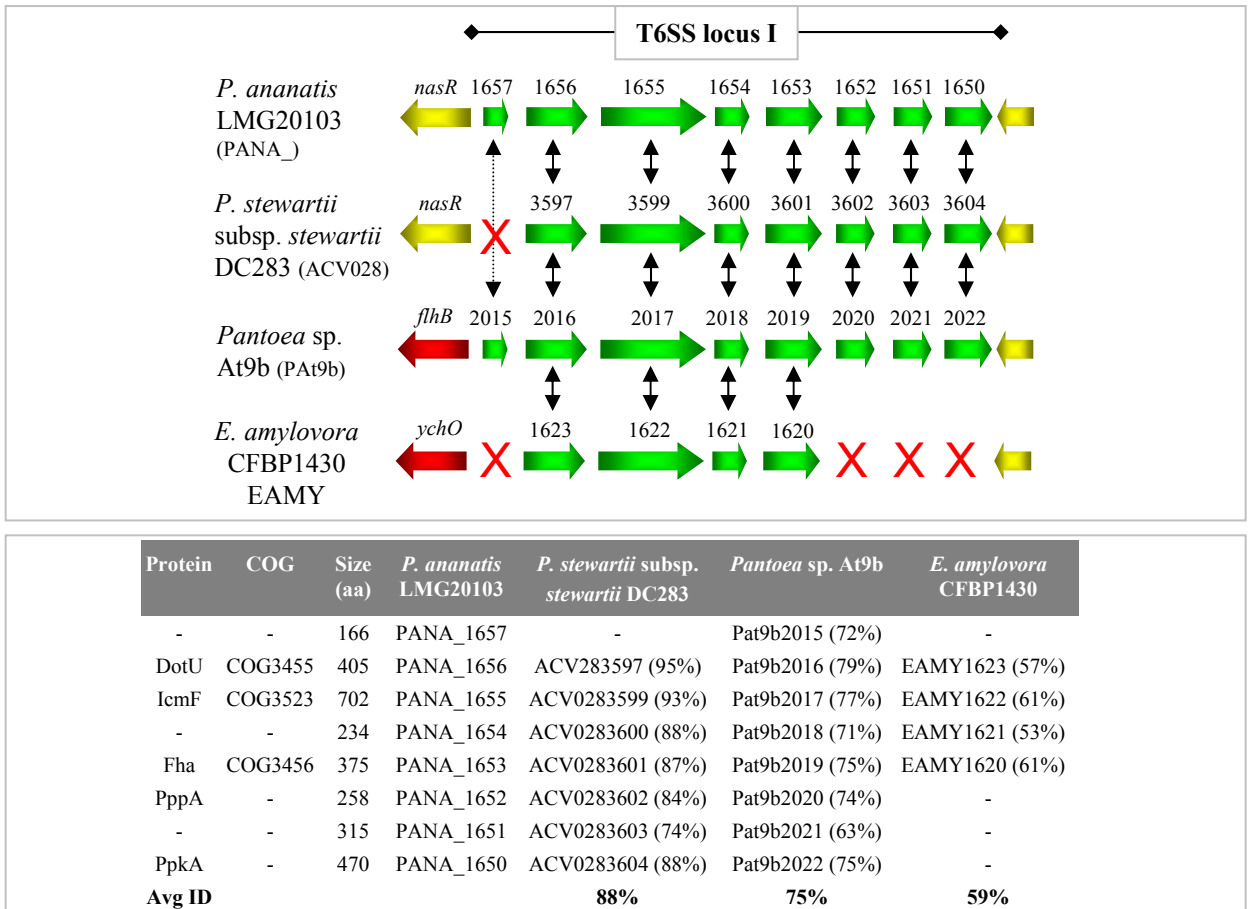 T6SS locus I
P. ananatis
LMG20103
(PANA_)
nasR 1657 1656 1655 1654 1653 1652 1651 1650
P. stewartii
subsp. stewartii
DC283 (ACV028)
nasR X 3597 3599 3600 3601 3602 3603 3604
Pantoea sp.
At9b (PAt9b)
flhB 2015 2016 2017 2018 2019 2020 2021 2022
E. amylovora
CFBP1430
EAMY
ychO X 1623 1622 1621 1620 X X X
Protein COG Size (aa) P. ananatis LMG20103 P. stewartii subsp. stewartii DC283 Pantoea sp. At9b E. amylovora CFBP1430
- - 166 PANA_1657 - Pat9b2015 (72%) -
DotU COG3455 405 PANA_1656 ACV283597 (95%) Pat9b2016 (79%) EAMY1623 (57%)
IcmF COG3523 702 PANA_1655 ACV0283599 (93%) Pat9b2017 (77%) EAMY1622 (61%)
- - 234 PANA_1654 ACV0283600 (88%) Pat9b2018 (71%) EAMY1621 (53%)
Fha COG3456 375 PANA_1653 ACV0283601 (87%) Pat9b2019 (75%) EAMY1620 (61%)
PppA - 258 PANA_1652 ACV0283602 (84%) Pat9b2020 (74%) -
- - 315 PANA_1651 ACV0283603 (74%) Pat9b2021 (63%) -
PpkA - 470 PANA_1650 ACV0283604 (88%) Pat9b2022 (75%) -
Avg ID 88% 75% 59%